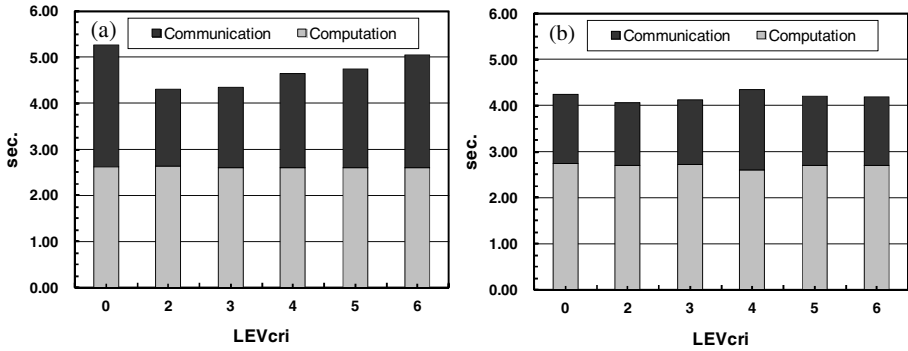 (a)
Communication
Computation
6.00
5.00
4.00
3.00
2.00
1.00
0.00
sec.
0 2 3 4 5 6
LEVcri
(b)
Communication
Computation
6.00
5.00
4.00
3.00
2.00
1.00
0.00
sec.
0 2 3 4 5 6
LEVcri